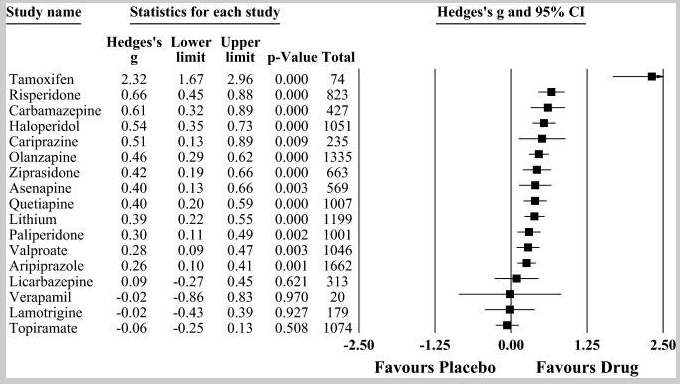 Study name Statistics for each study Hedges's g and 95% CI
Hedges's Lower Upper
g limit limit p-Value Total
Tamoxifen 2.32 1.67 2.96 0.000 74
Risperidone 0.66 0.45 0.88 0.000 823
Carbamazepine 0.61 0.32 0.89 0.000 427
Haloperidol 0.54 0.35 0.73 0.000 1051
Cariprazine 0.51 0.13 0.89 0.009 235
Olanzapine 0.46 0.29 0.62 0.000 1335
Ziprasidone 0.42 0.19 0.66 0.000 663
Asenapine 0.40 0.13 0.66 0.003 569
Quetiapine 0.40 0.20 0.59 0.000 1007
Lithium 0.39 0.22 0.55 0.000 1199
Paliperidone 0.30 0.11 0.49 0.002 1001
Valproate 0.28 0.09 0.47 0.003 1046
Aripiprazole 0.26 0.10 0.41 0.001 1662
Licarbazepine 0.09 -0.27 0.45 0.621 313
Verapamil -0.02 -0.86 0.83 0.970 20
Lamotrigine -0.02 -0.43 0.39 0.927 179
Topiramate -0.06 -0.25 0.13 0.508 1074
-2.50 -1.25 0.00 1.25 2.50
Favours Placebo Favours Drug